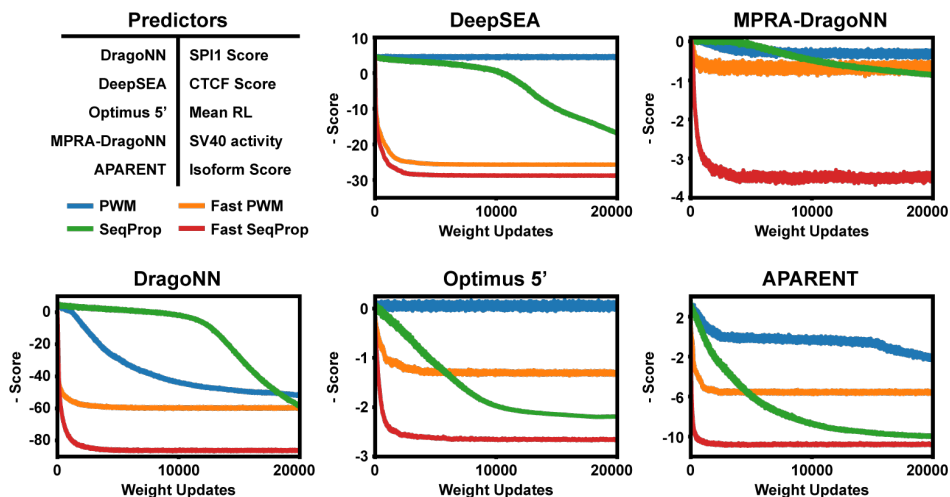 Predictors
DragoNN SPI1 Score
DeepSEA CTCF Score
Optimus 5' Mean RL
MPRA-DragoNN SV40 activity
APARENT Isoform Score
PWM Fast PWM
SeqProp Fast SeqProp
DeepSEA
- Score
10
0
-10
-20
-30
0 10000 20000
Weight Updates
MPRA-DragoNN
- Score
0
-1
-2
-3
-4
0 10000 20000
Weight Updates
DragoNN
- Score
0
-20
-40
-60
-80
0 10000 20000
Weight Updates
Optimus 5'
- Score
0
-1
-2
-3
0 10000 20000
Weight Updates
APARENT
- Score
2
-2
-6
-10
0 10000 20000
Weight Updates